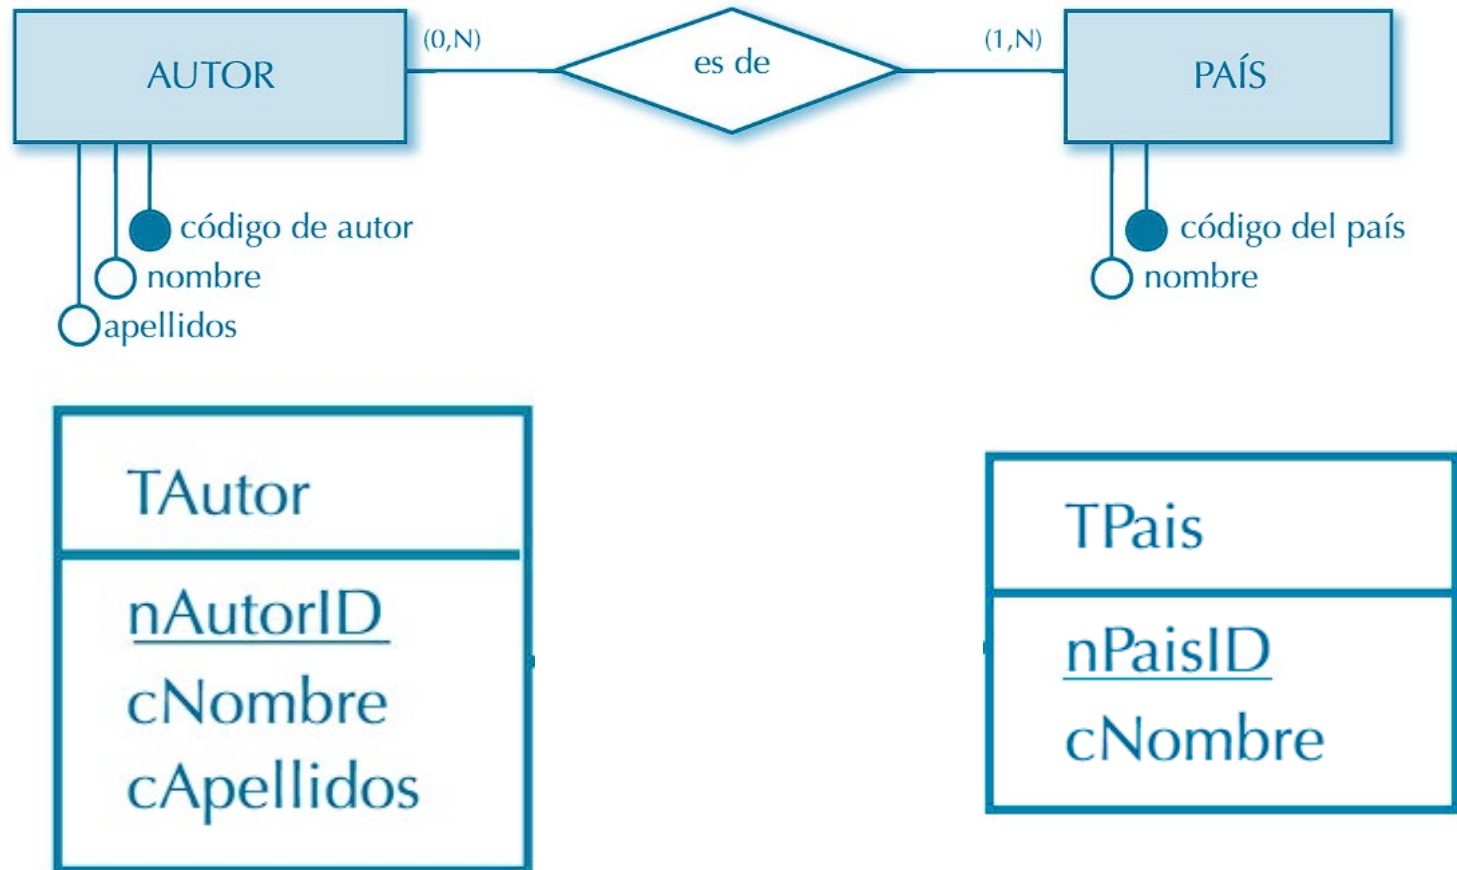 AUTOR
(0,N)
es de
(1,N)
PAÍS
código de autor
nombre
apellidos
código del país
nombre
TAutor
nAutorID
cNombre
cApellidos
TPais
nPaisID
cNombre